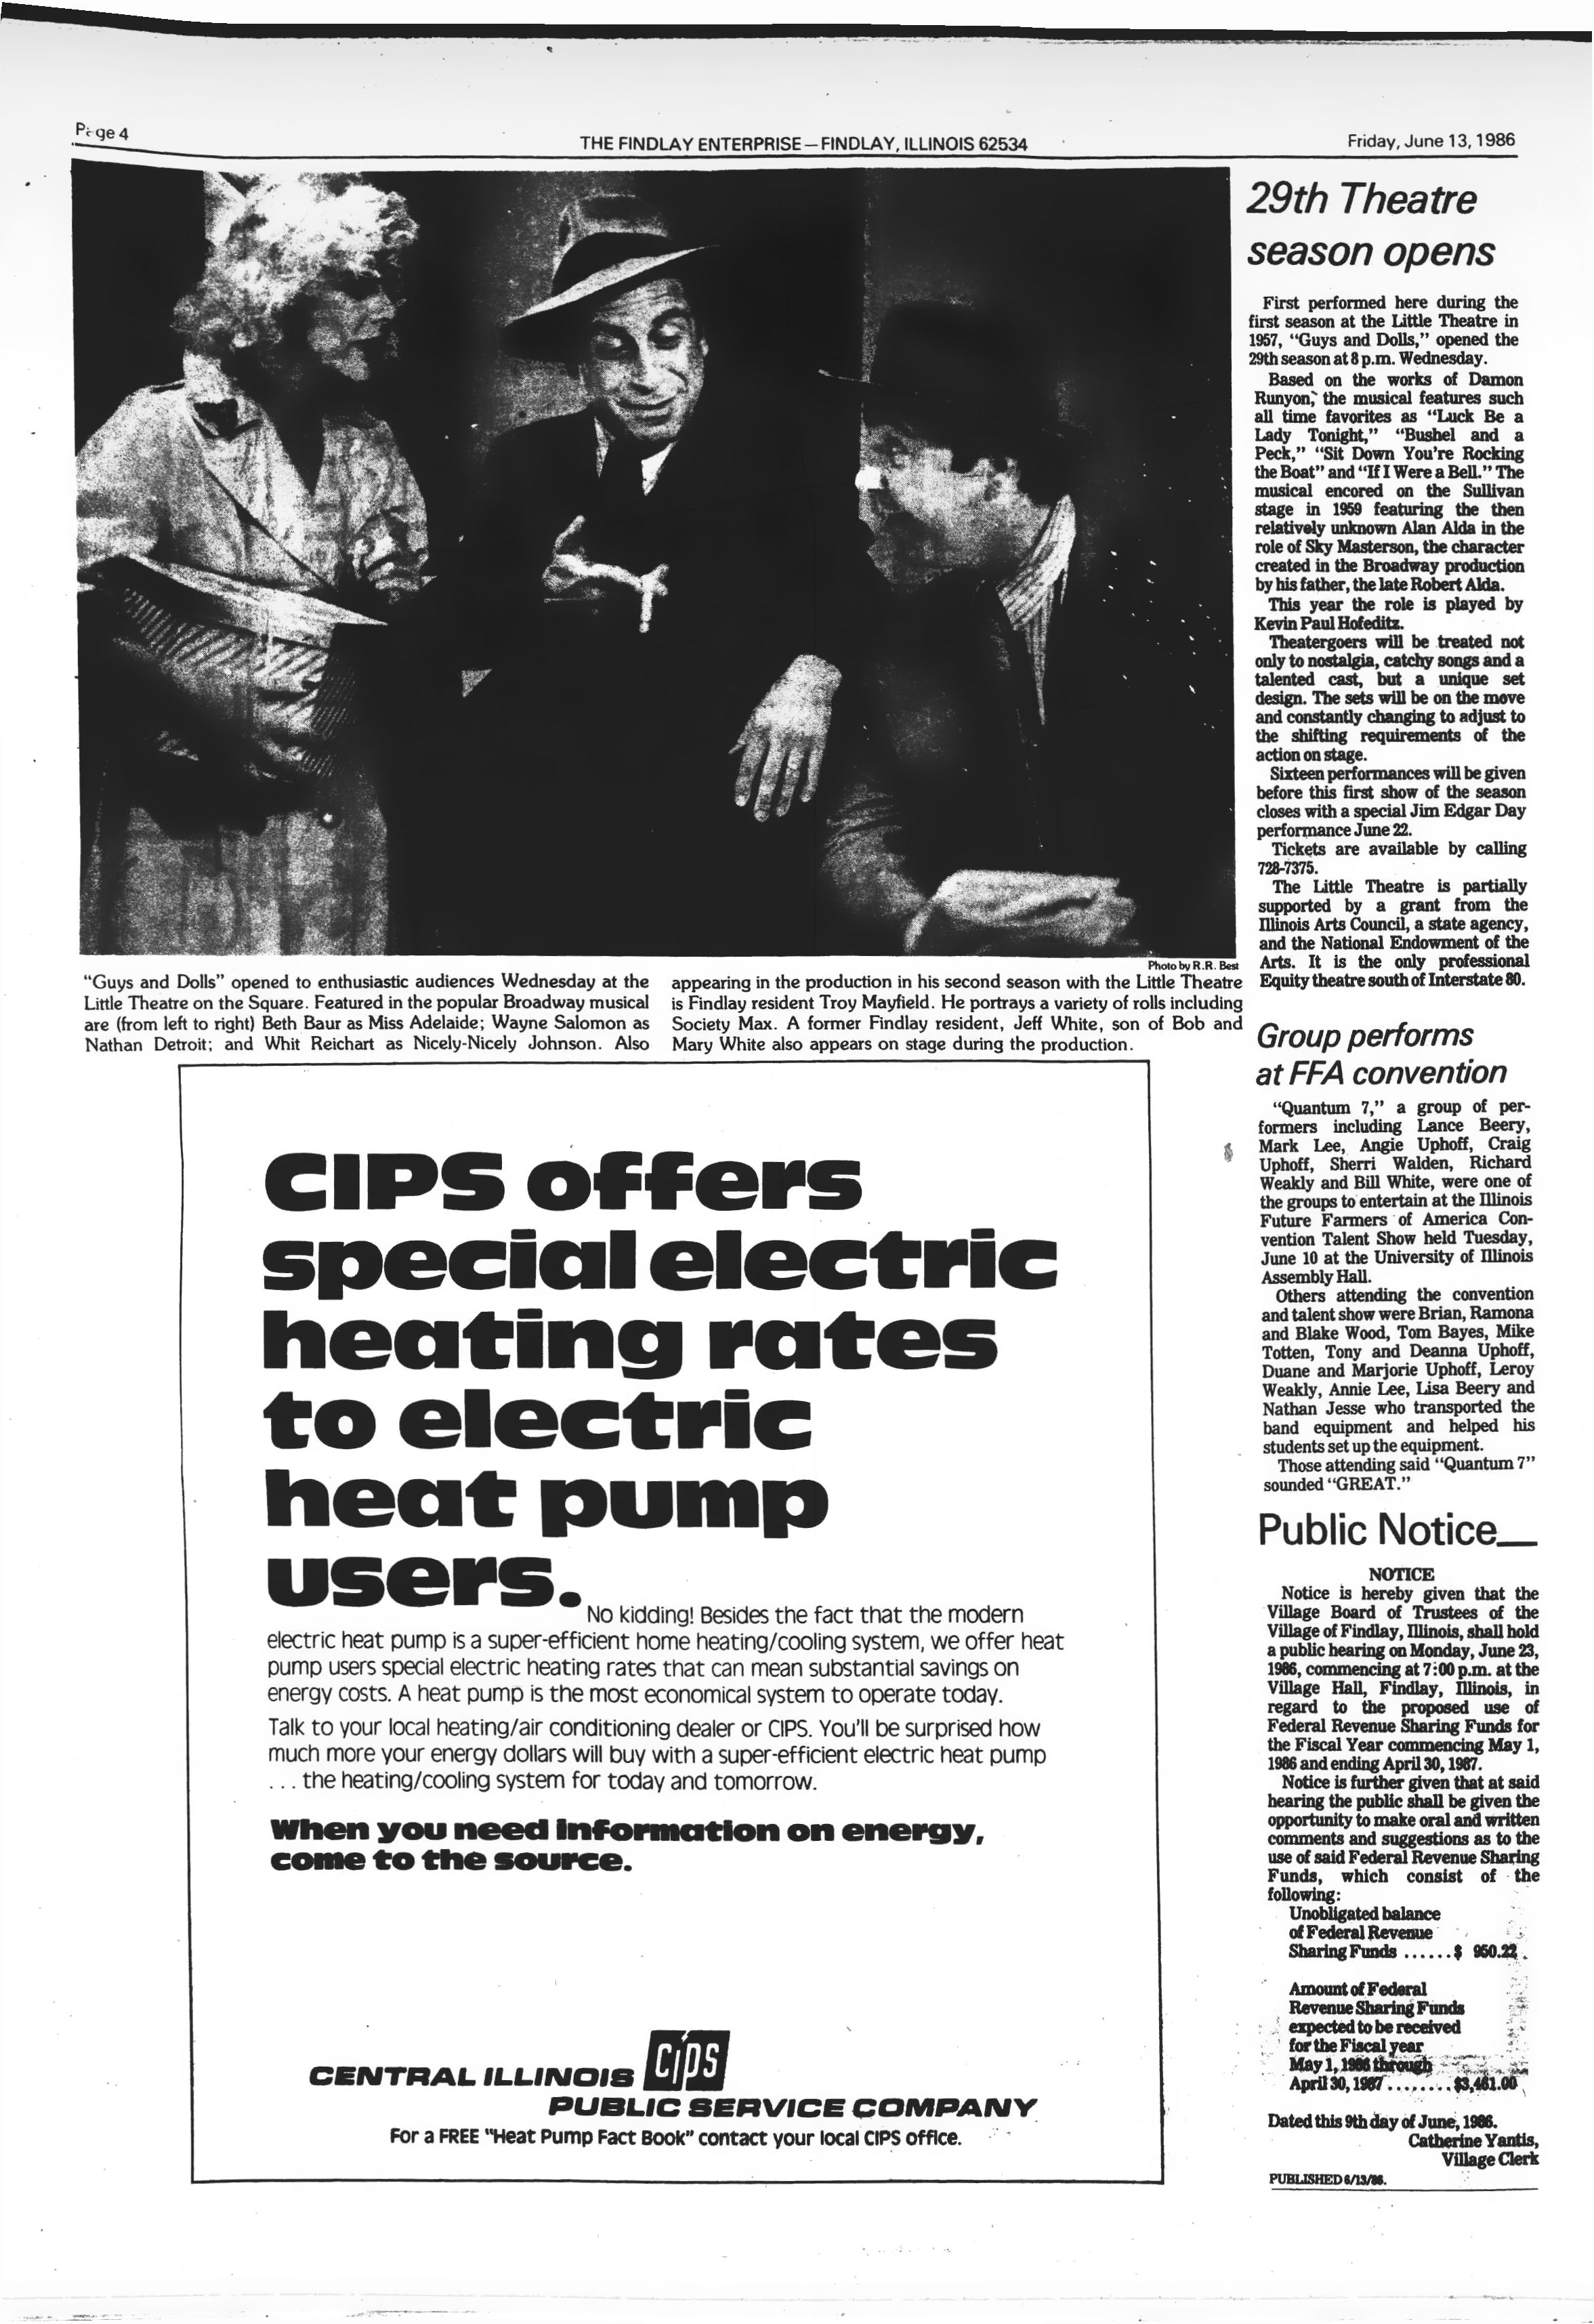 Page 4
THE FINDLAY ENTERPRISE — FINDLAY, ILLINOIS 62534
Friday, June 13, 1986
Photo by R.R. Best
"Guys and Dolls" opened to enthusiastic audiences Wednesday at the
Little Theatre on the Square. Featured in the popular Broadway musical
are (from left to right) Beth Baur as Miss Adelaide; Wayne Salomon as
Nathan Detroit; and Whit Reichart as Nicely-Nicely Johnson. Also
appearing in the production in his second season with the Little Theatre
is Findlay resident Troy Mayfield. He portrays a variety of rolls including
Society Max. A former Findlay resident, Jeff White, son of Bob and
Mary White also appears on stage during the production.
CIPS offers
special electric
heating rates
to electric
heat pump
users.
No kidding! Besides the fact that the modern
electric heat pump is a super-efficient home heating/cooling system, we offer heat
pump users special electric heating rates that can mean substantial savings on
energy costs. A heat pump is the most economical system to operate today.
Talk to your local heating/air conditioning dealer or CIPS. You'll be surprised how
much more your energy dollars will buy with a super-efficient electric heat pump
... the heating/cooling system for today and tomorrow.
When you need information on energy,
come to the source.
CENTRAL ILLINOIS CIPS
PUBLIC SERVICE COMPANY
For a FREE "Heat Pump Fact Book" contact your local CIPS office.
29th Theatre
season opens
First performed here during the
first season at the Little Theatre in
1957, "Guys and Dolls," opened the
29th season at 8 p.m. Wednesday.
Based on the works of Damon
Runyon, the musical features such
all time favorites as "Luck Be a
Lady Tonight," "Bushel and a
Peck," "Sit Down You're Rocking
the Boat" and "If I Were a Bell." The
musical encored on the Sullivan
stage in 1959 featuring the then
relatively unknown Alan Alda in the
role of Sky Masterson, the character
created in the Broadway production
by his father, the late Robert Alda.
This year the role is played by
Kevin Paul Hofeditz.
Theatergoers will be treated not
only to nostalgia, catchy songs and a
talented cast, but a unique set
design. The sets will be on the move
and constantly changing to adjust to
the shifting requirements of the
action on stage.
Sixteen performances will be given
before this first show of the season
closes with a special Jim Edgar Day
performance June 22.
Tickets are available by calling
728-7375.
The Little Theatre is partially
supported by a grant from the
Illinois Arts Council, a state agency,
and the National Endowment of the
Arts. It is the only professional
Equity theatre south of Interstate 80.
Group performs
at FFA convention
"Quantum 7," a group of per-
formers including Lance Beery,
Mark Lee, Angie Uphoff, Craig
Uphoff, Sherri Walden, Richard
Weakly and Bill White, were one of
the groups to entertain at the Illinois
Future Farmers of America Con-
vention Talent Show held Tuesday,
June 10 at the University of Illinois
Assembly Hall.
Others attending the convention
and talent show were Brian, Ramona
and Blake Wood, Tom Bayes, Mike
Totten, Tony and Deanna Uphoff,
Duane and Marjorie Uphoff, Leroy
Weakly, Annie Lee, Lisa Beery and
Nathan Jesse who transported the
band equipment and helped his
students set up the equipment.
Those attending said "Quantum 7"
sounded "GREAT."
Public Notice
NOTICE
Notice is hereby given that the
Village Board of Trustees of the
Village of Findlay, Illinois, shall hold
a public hearing on Monday, June 23,
1986, commencing at 7:00 p.m. at the
Village Hall, Findlay, Illinois, in
regard to the proposed use of
Federal Revenue Sharing Funds for
the Fiscal Year commencing May 1,
1986 and ending April 30, 1987.
Notice is further given that at said
hearing the public shall be given the
opportunity to make oral and written
comments and suggestions as to the
use of said Federal Revenue Sharing
Funds, which consist of the
following:
Unobligated balance
of Federal Revenue
Sharing Funds ......$ 950.22
Amount of Federal
Revenue Sharing Funds
expected to be received
for the Fiscal year
May 1, 1986 through
April 30, 1987 ........$3,461.00
Dated this 9th day of June, 1986.
Catherine Yantis,
Village Clerk
PUBLISHED 6/13/86.